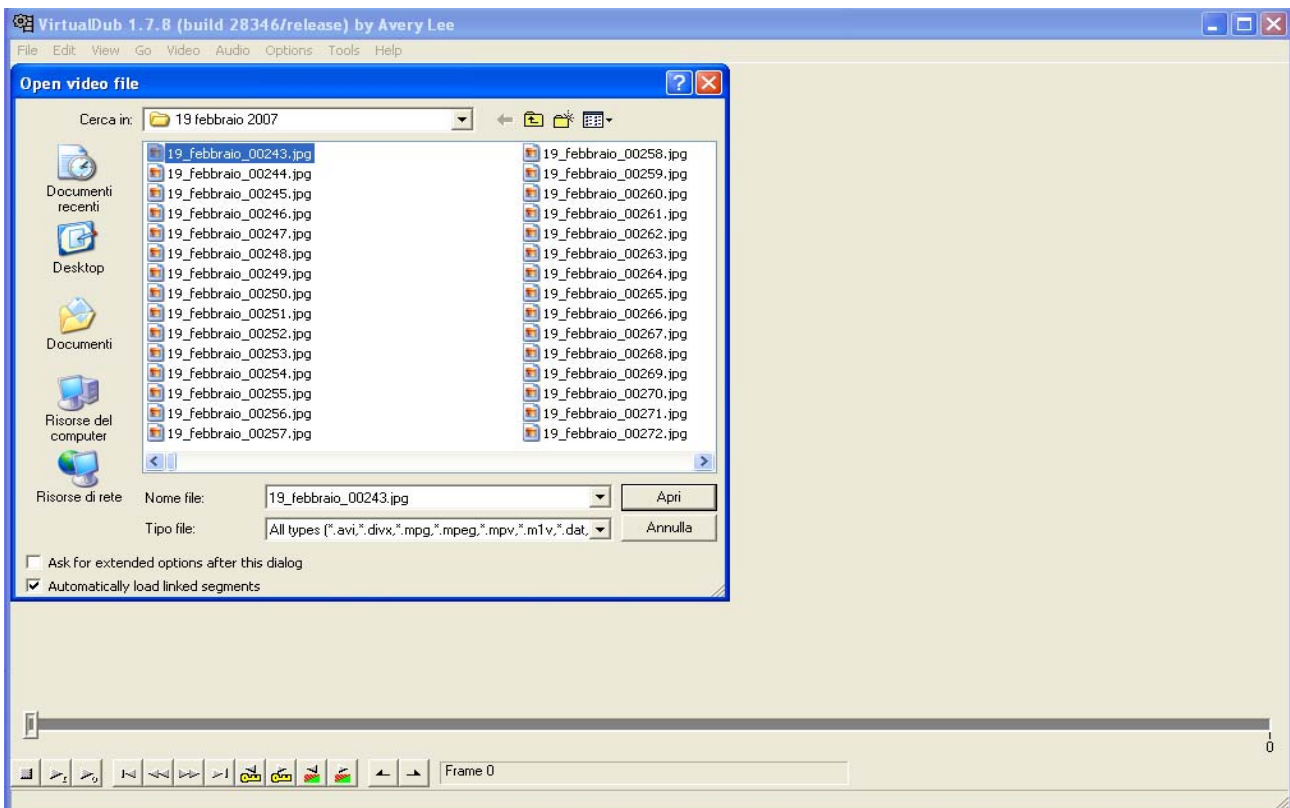 VirtualDub 1.7.8 (build 28346/release) by Avery Lee
File Edit View Go Video Audio Options Tools Help
Open video file
Cerca in: 19 febbraio 2007
19_febbraio_00243.jpg
19_febbraio_00244.jpg
19_febbraio_00245.jpg
19_febbraio_00246.jpg
19_febbraio_00247.jpg
19_febbraio_00248.jpg
19_febbraio_00249.jpg
19_febbraio_00250.jpg
19_febbraio_00251.jpg
19_febbraio_00252.jpg
19_febbraio_00253.jpg
19_febbraio_00254.jpg
19_febbraio_00255.jpg
19_febbraio_00256.jpg
19_febbraio_00257.jpg
19_febbraio_00258.jpg
19_febbraio_00259.jpg
19_febbraio_00260.jpg
19_febbraio_00261.jpg
19_febbraio_00262.jpg
19_febbraio_00263.jpg
19_febbraio_00264.jpg
19_febbraio_00265.jpg
19_febbraio_00266.jpg
19_febbraio_00267.jpg
19_febbraio_00268.jpg
19_febbraio_00269.jpg
19_febbraio_00270.jpg
19_febbraio_00271.jpg
19_febbraio_00272.jpg
Documenti
recenti
Desktop
Documenti
Risorse del
computer
Risorse di rete
Nome file: 19_febbraio_00243.jpg Apri
Tipo file: All types (*.avi,*.divx,*.mpg,*.mpeg,*.mpv,*.m1v,*.dat, Annulla
Ask for extended options after this dialog
Automatically load linked segments
0
Frame 0